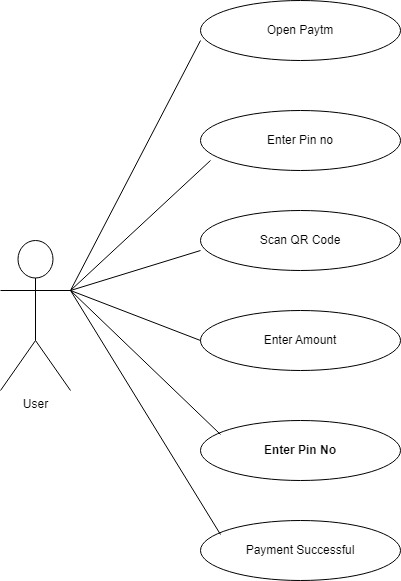 Open Paytm
Enter Pin no
Scan QR Code
Enter Amount
User
Enter Pin No
Payment Successful